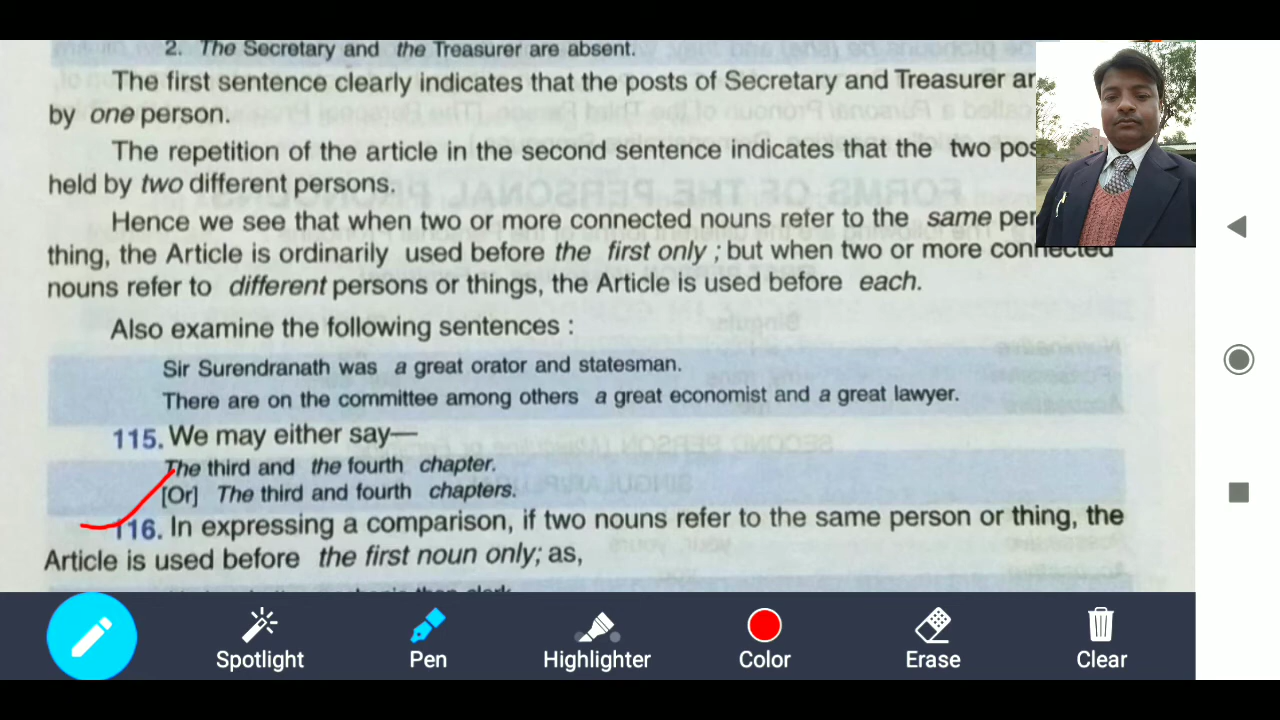 2. The Secretary and the Treasurer are absent.
The first sentence clearly indicates that the posts of Secretary and Treasurer ar
by one person.
The repetition of the article in the second sentence indicates that the two pos
held by two different persons.
Hence we see that when two or more connected nouns refer to the same per
thing, the Article is ordinarily used before the first only ; but when two or more connected
nouns refer to different persons or things, the Article is used before each.
Also examine the following sentences :
Sir Surendranath was a great orator and statesman.
There are on the committee among others a great economist and a great lawyer.
115. We may either say—
The third and the fourth chapter.
[Or] The third and fourth chapters.
116. In expressing a comparison, if two nouns refer to the same person or thing, the
Article is used before the first noun only; as,
than clerk
Spotlight Pen Highlighter Color Erase Clear